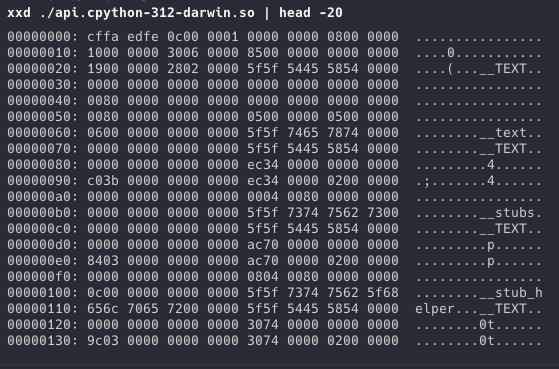 xxd ./api.cpython-312-darwin.so | head -20
00000000: cffa edfe 0c00 0001 0000 0000 0800 0000  ................
00000010: 1000 0000 3006 0000 8500 0000 0000 0000  ....0...........
00000020: 1900 0000 2802 0000 5f5f 5445 5854 0000  ....(...__TEXT..
00000030: 0000 0000 0000 0000 0000 0000 0000 0000  ................
00000040: 0080 0000 0000 0000 0000 0000 0000 0000  ................
00000050: 0080 0000 0000 0000 0500 0000 0500 0000  ................
00000060: 0600 0000 0000 0000 5f5f 7465 7874 0000  ........__text..
00000070: 0000 0000 0000 0000 5f5f 5445 5854 0000  ........__TEXT..
00000080: 0000 0000 0000 0000 ec34 0000 0000 0000  .........4......
00000090: c03b 0000 0000 0000 ec34 0000 0200 0000  .;.......4......
000000a0: 0000 0000 0000 0000 0004 0080 0000 0000  ................
000000b0: 0000 0000 0000 0000 5f5f 7374 7562 7300  ........__stubs.
000000c0: 0000 0000 0000 0000 5f5f 5445 5854 0000  ........__TEXT..
000000d0: 0000 0000 0000 0000 ac70 0000 0000 0000  .........p......
000000e0: 8403 0000 0000 0000 ac70 0000 0200 0000  .........p......
000000f0: 0000 0000 0000 0000 0804 0080 0000 0000  ................
00000100: 0c00 0000 0000 0000 5f5f 7374 7562 5f68  ........__stub_h
00000110: 656c 7065 7200 0000 5f5f 5445 5854 0000  elper...__TEXT..
00000120: 0000 0000 0000 0000 3074 0000 0000 0000  ........0t......
00000130: 9c03 0000 0000 0000 3074 0000 0200 0000  ........0t......